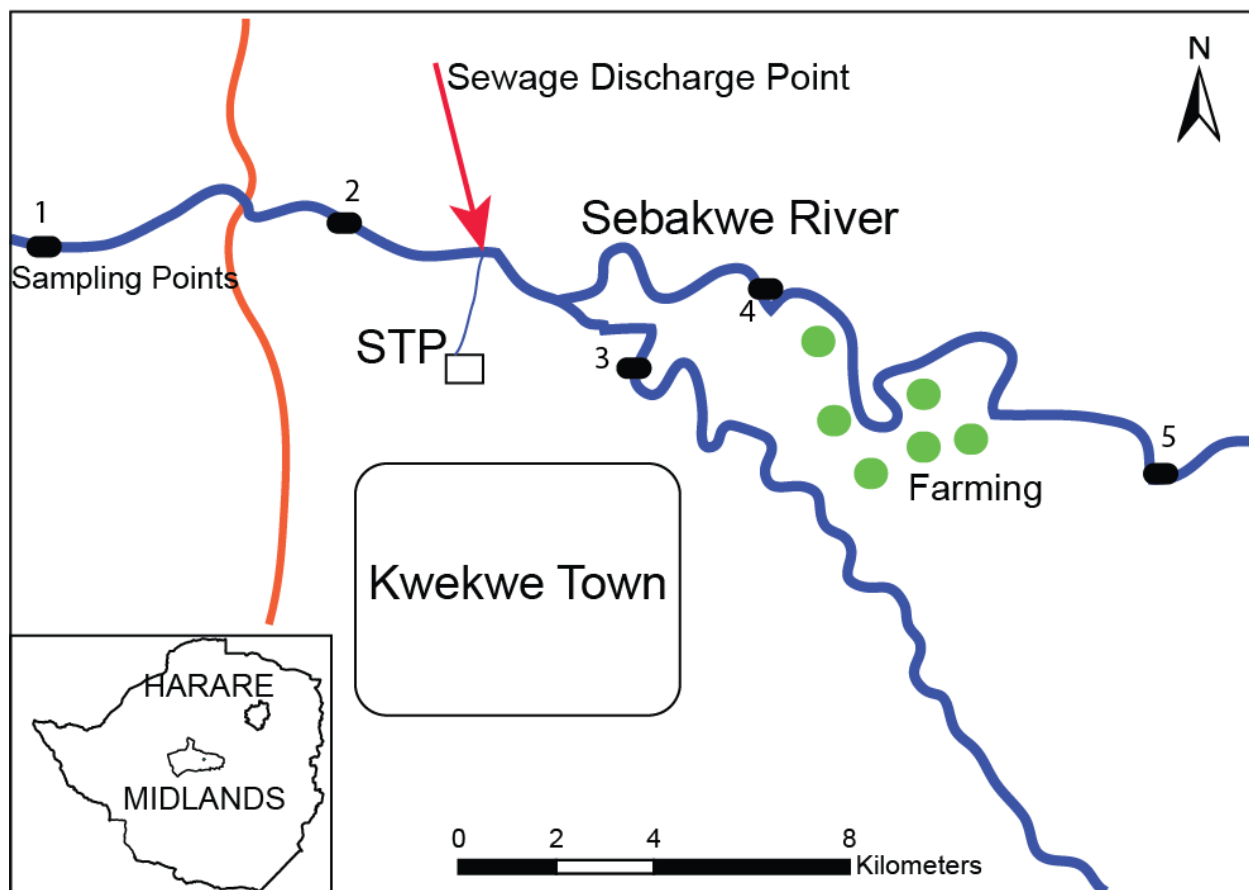 N
Sewage Discharge Point
2
1
Sebakwe River
Sampling Points
4
STP
3
5
Farming
Kwekwe Town
HARARE
MIDLANDS
0 2 4 8
Kilometers